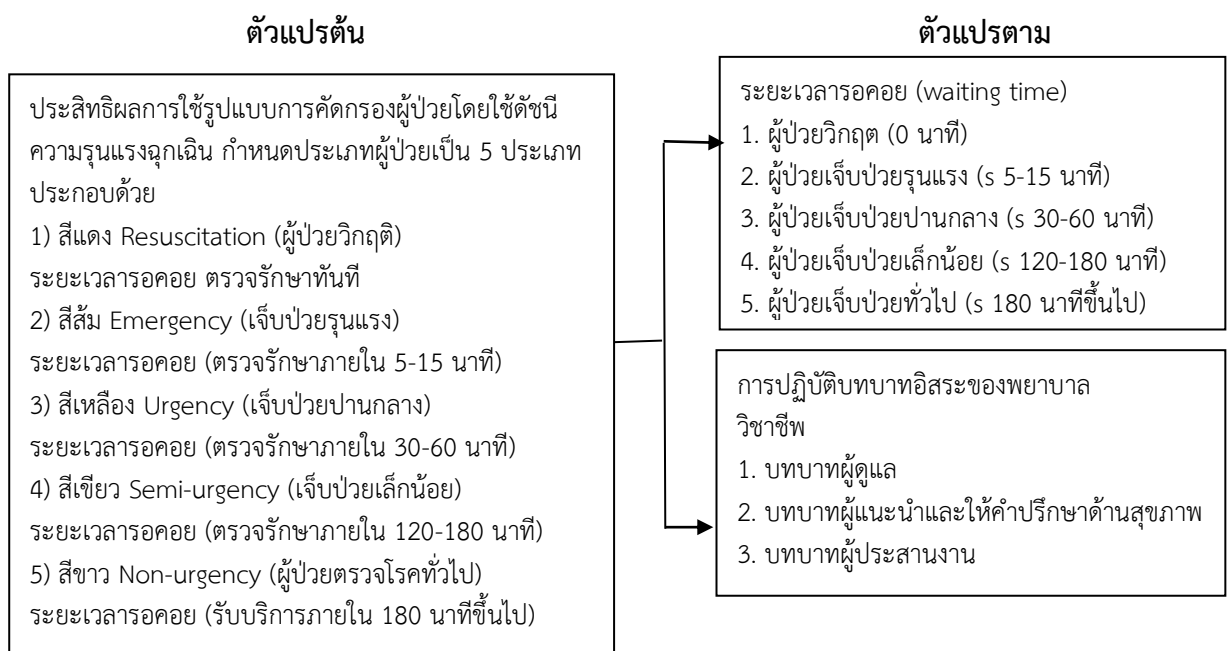 ตัวแปรต้น
ประสิทธิผลการใช้รูปแบบการคัดกรองผู้ป่วยโดยใช้ดัชนี
ความรุนแรงฉุกเฉิน กำหนดประเภทผู้ป่วยเป็น 5 ประเภท
ประกอบด้วย
1) สีแดง Resuscitation (ผู้ป่วยวิกฤติ)
ระยะเวลารอคอย ตรวจรักษาทันที
2) สีส้ม Emergency (เจ็บป่วยรุนแรง)
ระยะเวลารอคอย (ตรวจรักษาภายใน 5-15 นาที)
3) สีเหลือง Urgency (เจ็บป่วยปานกลาง)
ระยะเวลารอคอย (ตรวจรักษาภายใน 30-60 นาที)
4) สีเขียว Semi-urgency (เจ็บป่วยเล็กน้อย)
ระยะเวลารอคอย (ตรวจรักษาภายใน 120-180 นาที)
5) สีขาว Non-urgency (ผู้ป่วยตรวจโรคทั่วไป)
ระยะเวลารอคอย (รับบริการภายใน 180 นาทีขึ้นไป)
ตัวแปรตาม
ระยะเวลารอคอย (waiting time)
1. ผู้ป่วยวิกฤต (0 นาที)
2. ผู้ป่วยเจ็บป่วยรุนแรง (s 5-15 นาที)
3. ผู้ป่วยเจ็บป่วยปานกลาง (s 30-60 นาที)
4. ผู้ป่วยเจ็บป่วยเล็กน้อย (s 120-180 นาที)
5. ผู้ป่วยเจ็บป่วยทั่วไป (s 180 นาทีขึ้นไป)
การปฏิบัติบทบาทอิสระของพยาบาล
วิชาชีพ
1. บทบาทผู้ดูแล
2. บทบาทผู้แนะนำและให้คำปรึกษาด้านสุขภาพ
3. บทบาทผู้ประสานงาน